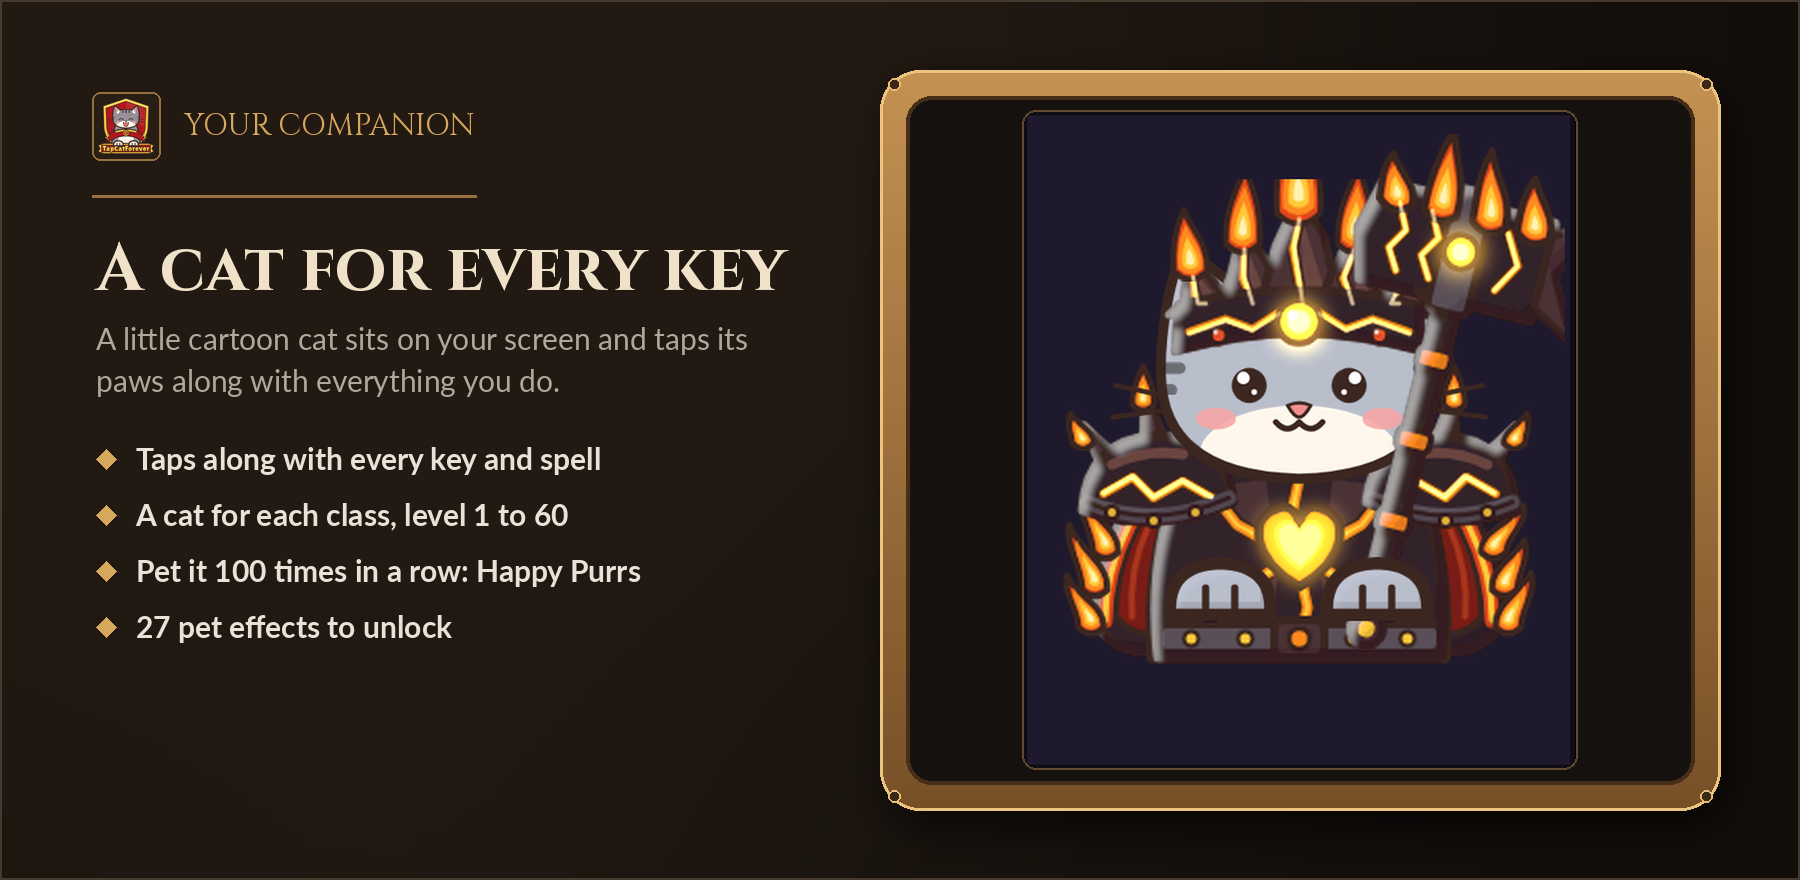 TapCatForever
YOUR COMPANION
A CAT FOR EVERY KEY
A little cartoon cat sits on your screen and taps its
paws along with everything you do.
Taps along with every key and spell
A cat for each class, level 1 to 60
Pet it 100 times in a row: Happy Purrs
27 pet effects to unlock